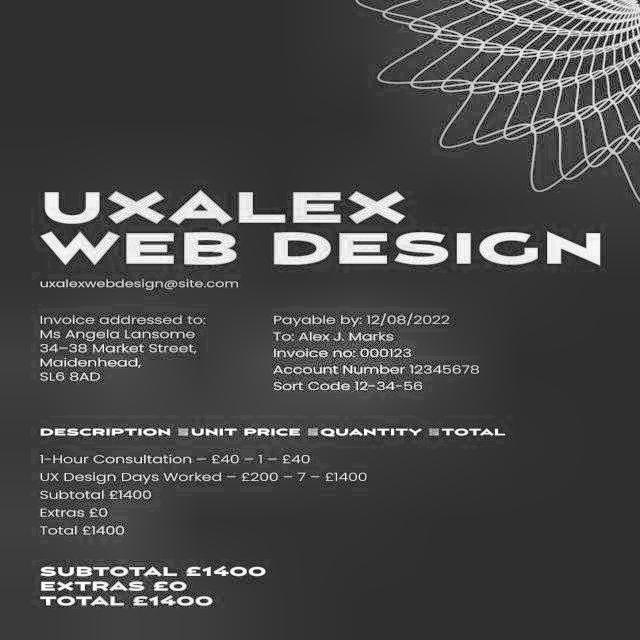 UXALEX
WEB DESIGN
uxalexwebdesign@site.com
Invoice addressed to:
Ms Angela Lansome
34–38 Market Street,
Maidenhead,
SL6 8AD
Payable by: 12/08/2022
To: Alex J. Marks
Invoice no: 000123
Account Number 12345678
Sort Code 12-34-56
DESCRIPTION UNIT PRICE QUANTITY TOTAL
1-Hour Consultation – £40 – 1 – £40
UX Design Days Worked – £200 – 7 – £1400
Subtotal £1400
Extras £0
Total £1400
SUBTOTAL £1400
EXTRAS £0
TOTAL £1400